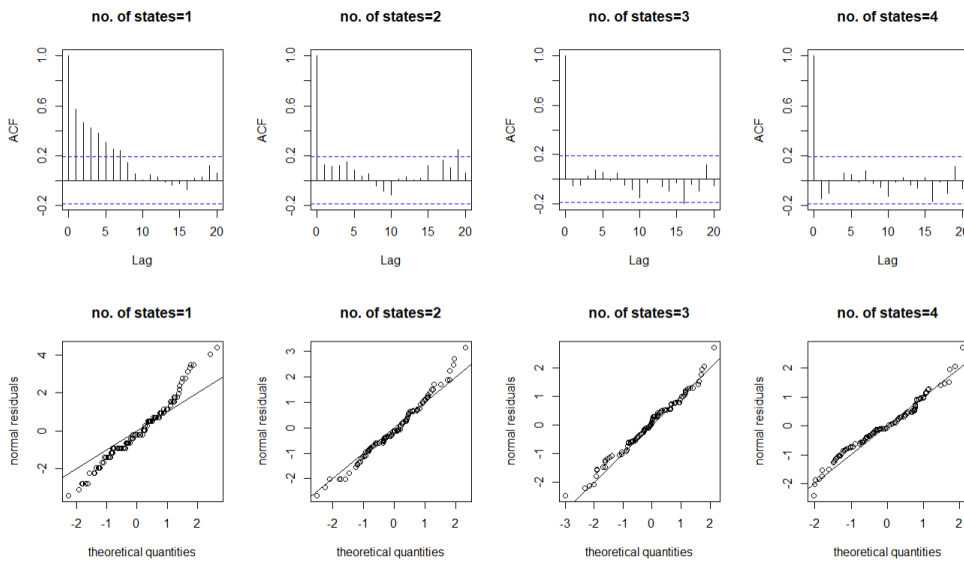 no. of states=1
ACF
1.0
0.6
0.2
-0.2
0 5 10 15 20
Lag
no. of states=2
ACF
1.0
0.6
0.2
-0.2
0 5 10 15 20
Lag
no. of states=3
ACF
1.0
0.6
0.2
-0.2
0 5 10 15 20
Lag
no. of states=4
ACF
1.0
0.6
0.2
-0.2
0 5 10 15 20
Lag
no. of states=1
normal residuals
4
2
0
-2
-2 -1 0 1 2
theoretical quantities
no. of states=2
normal residuals
3
2
1
0
-1
-2
-2 -1 0 1 2
theoretical quantities
no. of states=3
normal residuals
2
1
0
-1
-2
-3 -2 -1 0 1 2
theoretical quantities
no. of states=4
normal residuals
2
1
0
-1
-2
-2 -1 0 1 2
theoretical quantities